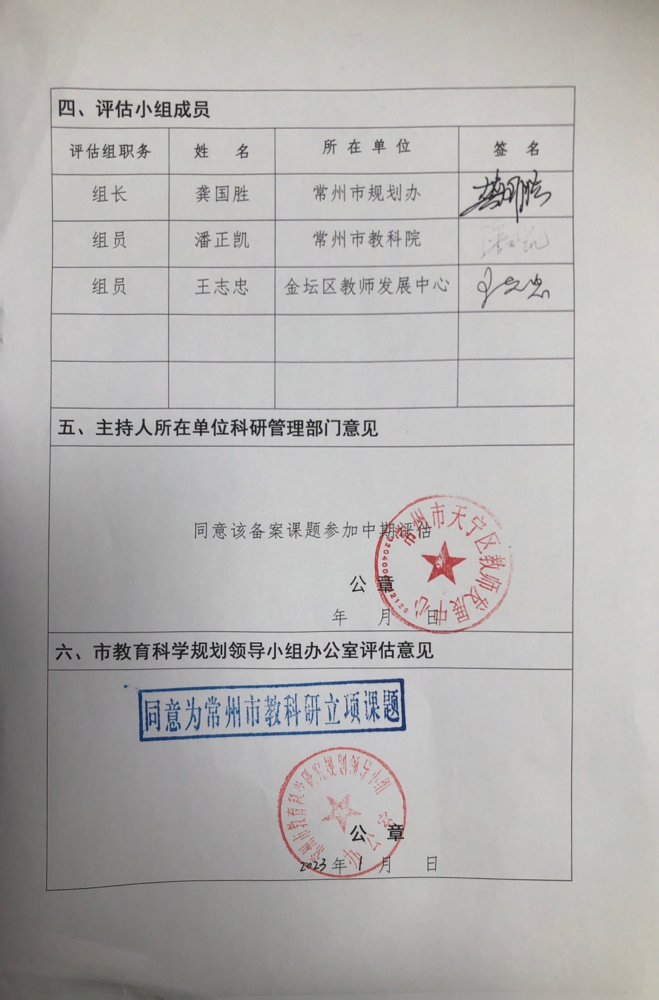 四、评估小组成员
评估组职务 姓 名 所在单位 签 名
组长 龚国胜 常州市规划办 龚国胜
组员 潘正凯 常州市教科院
组员 王志忠 金坛区教师发展中心 王志忠
五、主持人所在单位科研管理部门意见
同意该备案课题参加中期评估
常州市天宁区教师发展中心
公 章
年 月 日
六、市教育科学规划领导小组办公室评估意见
同意为常州市教科研立项课题
常州市教育科学研究规划领导小组
办公室
公 章
2023年1月 日